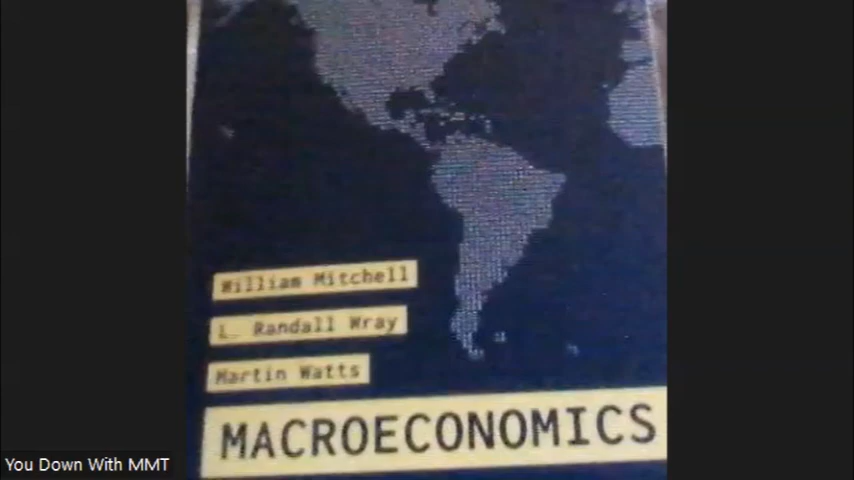 William Mitchell
L. Randall Wray
Martin Watts
MACROECONOMICS
You Down With MMT